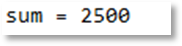 sum = 2500